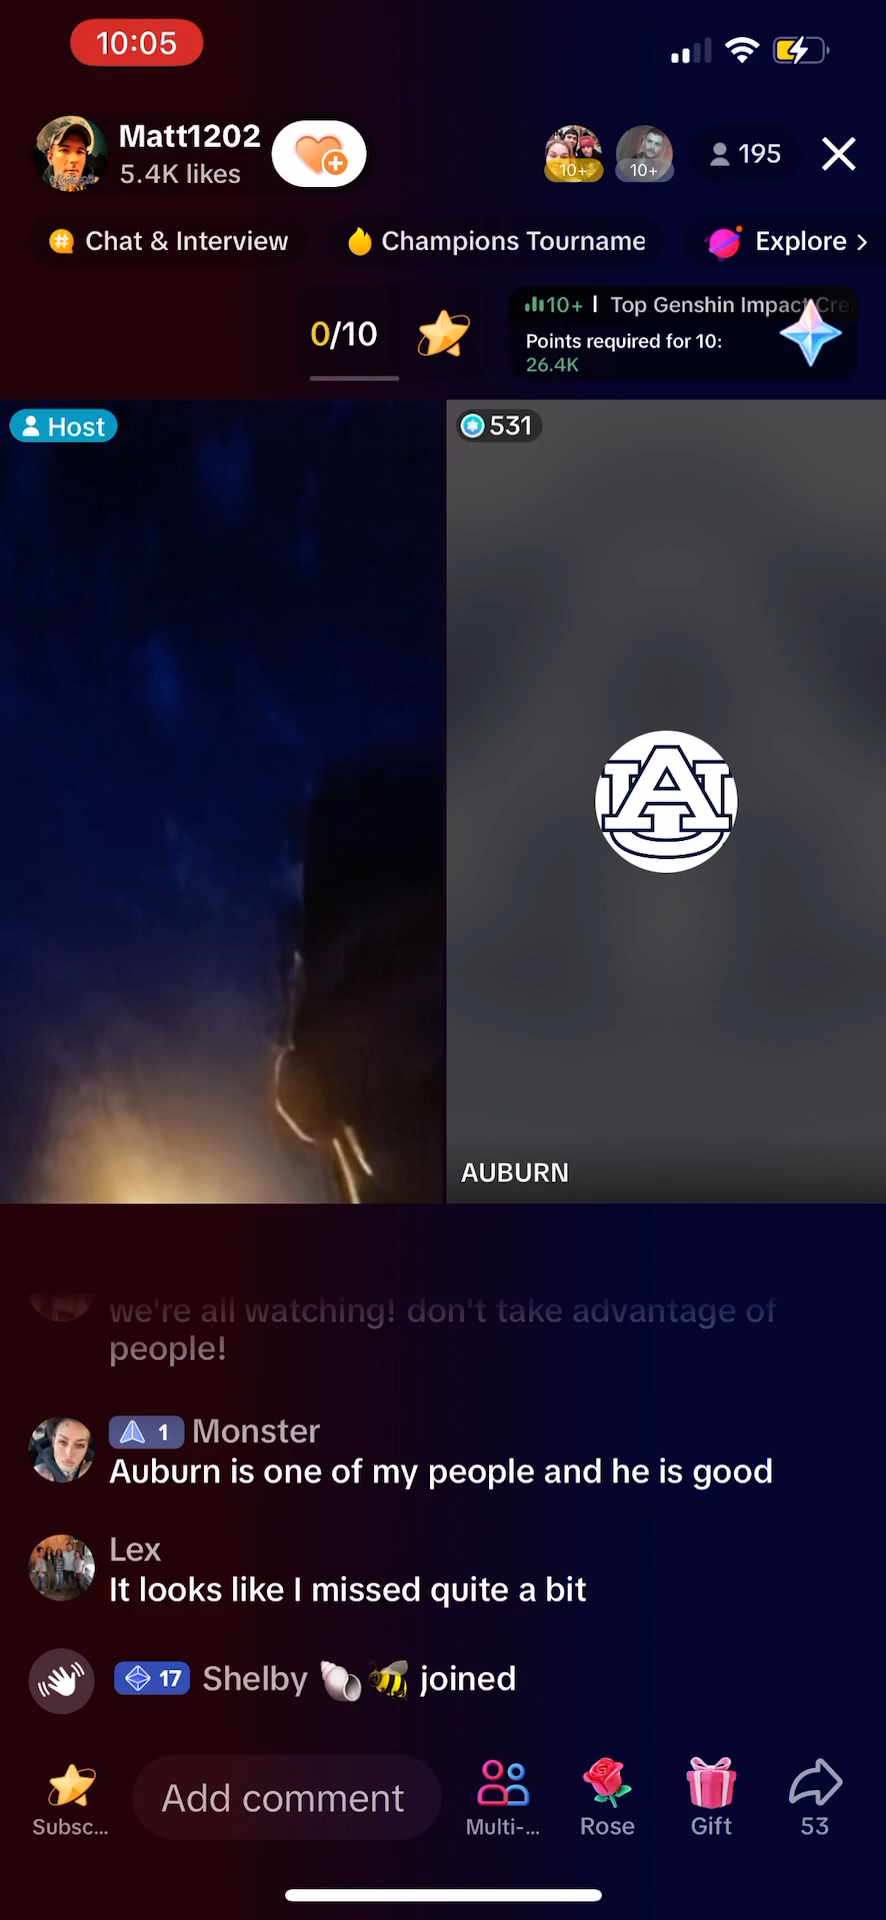 10:05
Matt1202
5.4K likes
10+
10+
195
Chat & Interview
Champions Tourname
Explore >
0/10
10+ | Top Genshin Impact Cre
Points required for 10:
26.4K
Host
531
AU
AUBURN
we're all watching! don't take advantage of
people!
1 Monster
Auburn is one of my people and he is good
Lex
It looks like I missed quite a bit
17 Shelby 🐚🐝 joined
Subsc...
Add comment
Multi-...
Rose
Gift
53